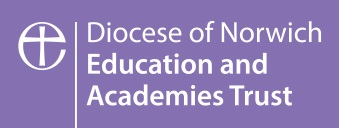 Diocese of Norwich
Education and
Academies Trust